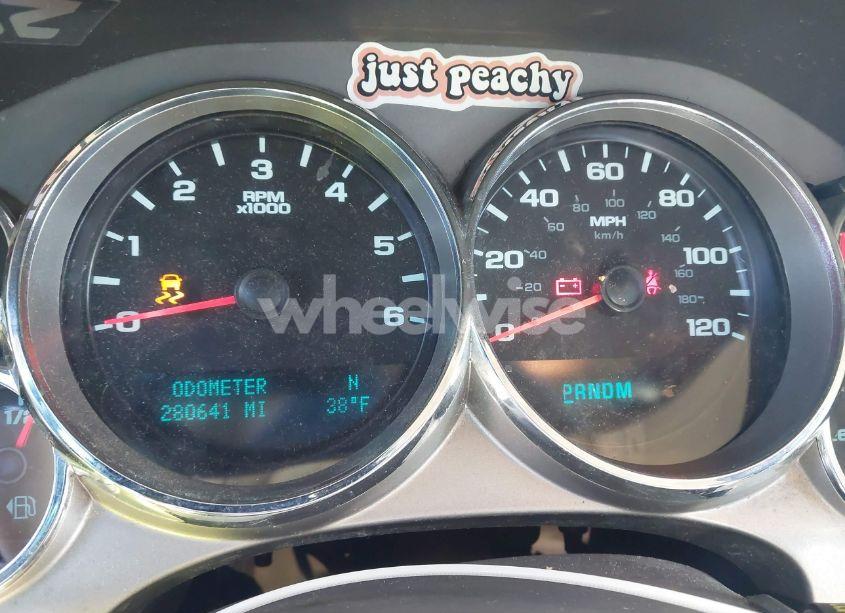 just peachy
0 1 2 3 4 5 6
RPM
x1000
0 20 40 60 80 100 120
20 40 60 80 100 120 140 160 180
MPH
km/h
ODOMETER N
280641 MI 38°F
PRNDM
wheelwise